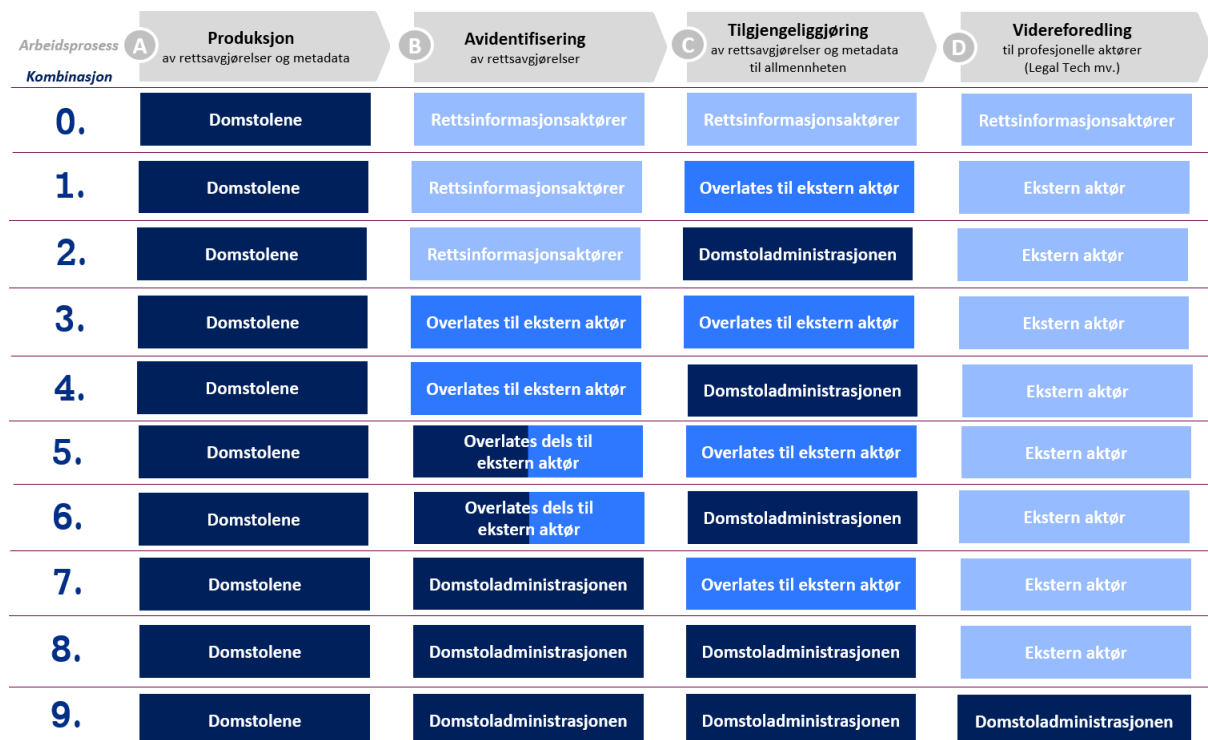 Arbeidsprosess
A
Produksjon
av rettsavgjørelser og metadata
B
Avidentifisering
av rettsavgjørelser
C
Tilgjengeliggjøring
av rettsavgjørelser og metadata
til allmennheten
D
Videreforedling
til profesjonelle aktører
(Legal Tech mv.)
Kombinasjon
0.
Domstolene
Rettsinformasjonsaktører
Rettsinformasjonsaktører
Rettsinformasjonsaktører
1.
Domstolene
Rettsinformasjonsaktører
Overlates til ekstern aktør
Ekstern aktør
2.
Domstolene
Rettsinformasjonsaktører
Domstoladministrasjonen
Ekstern aktør
3.
Domstolene
Overlates til ekstern aktør
Overlates til ekstern aktør
Ekstern aktør
4.
Domstolene
Overlates til ekstern aktør
Domstoladministrasjonen
Ekstern aktør
5.
Domstolene
Overlates dels til
ekstern aktør
Overlates til ekstern aktør
Ekstern aktør
6.
Domstolene
Overlates dels til
ekstern aktør
Domstoladministrasjonen
Ekstern aktør
7.
Domstolene
Domstoladministrasjonen
Overlates til ekstern aktør
Ekstern aktør
8.
Domstolene
Domstoladministrasjonen
Domstoladministrasjonen
Ekstern aktør
9.
Domstolene
Domstoladministrasjonen
Domstoladministrasjonen
Domstoladministrasjonen